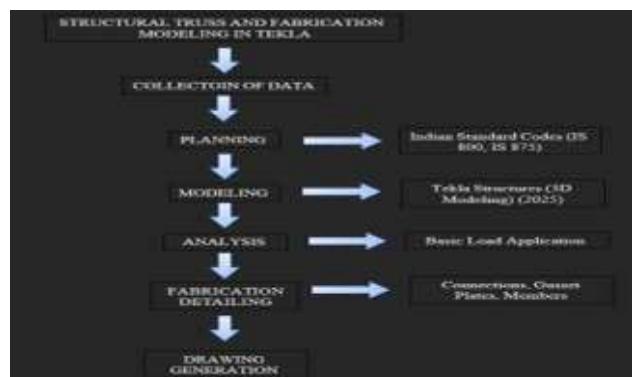 STRUCTURAL TRUSS AND FABRICATION
MODELING IN TEKLA
COLLECTOIN OF DATA
PLANNING
Indian Standard Codes (IS
800, IS 875)
MODELING
Tekla Structures (3D
Modeling) (2025)
ANALYSIS
Basic Load Application
FABRICATION
DETAILING
Connections, Gusset
Plates, Members
DRAWING
GENERATION